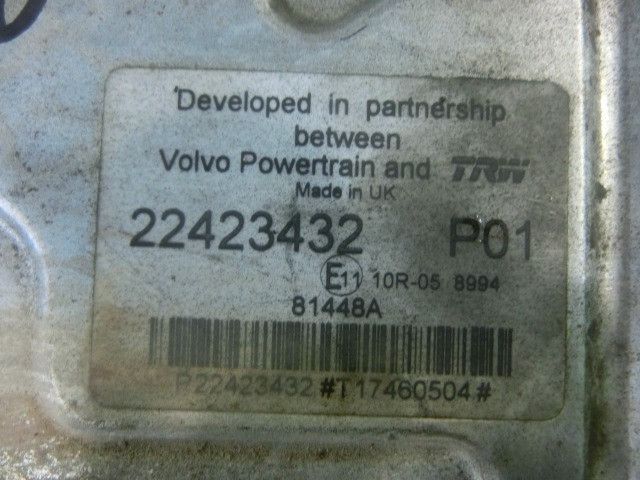 Developed in partnership
between
Volvo Powertrain and TRW
Made in UK
22423432 P01
E11 10R-05 8994
81448A
P22423432#T17460504#